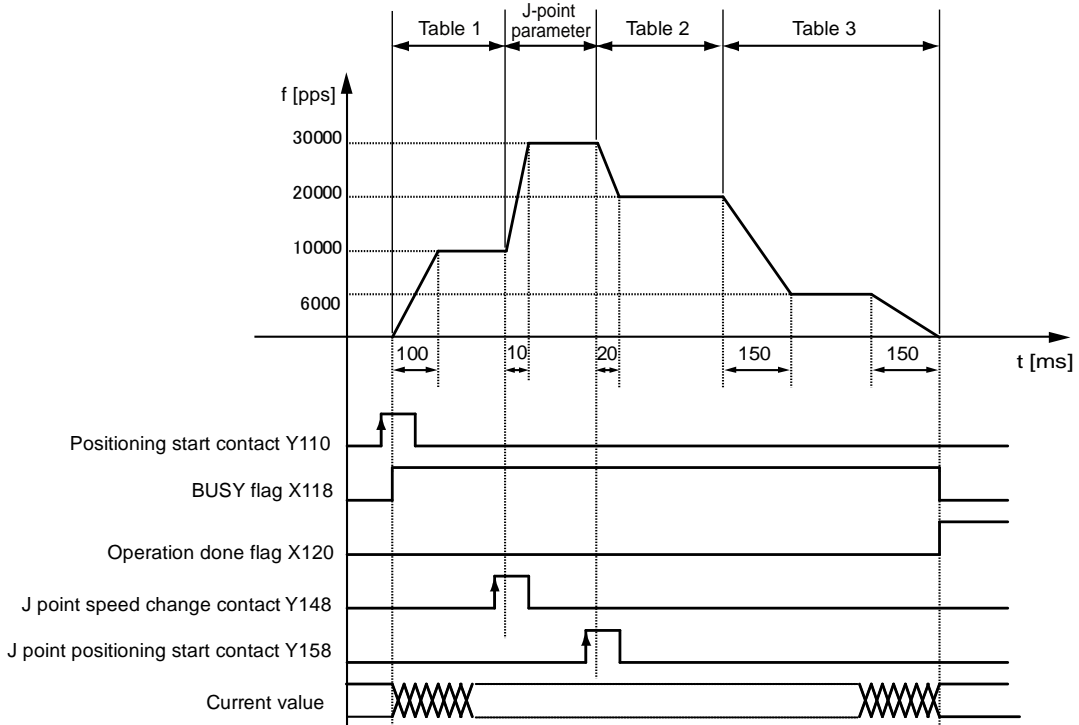 Table 1
J-point
parameter
Table 2
Table 3
f [pps]
30000
20000
10000
6000
100
10
20
150
150
t [ms]
Positioning start contact Y110
BUSY flag X118
Operation done flag X120
J point speed change contact Y148
J point positioning start contact Y158
Current value